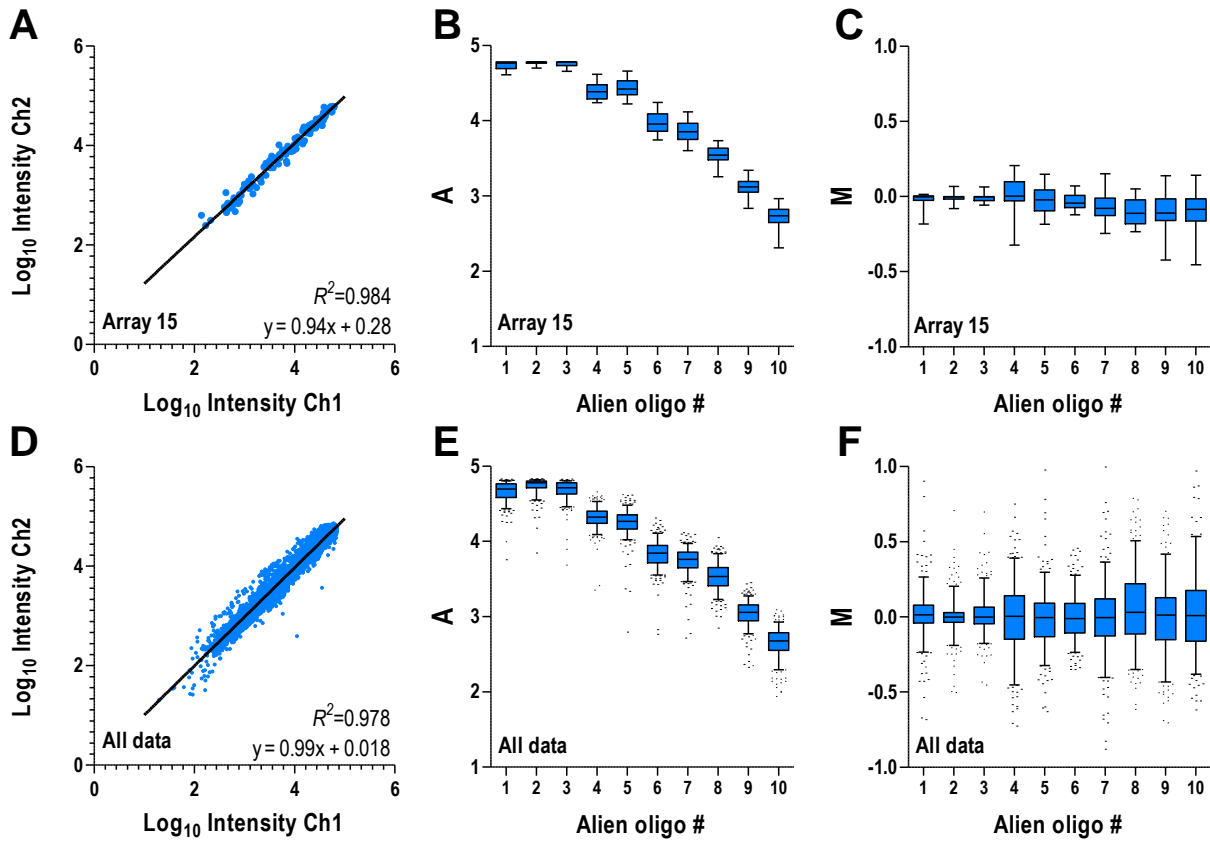 A
6
4
2
0
Log10 Intensity Ch2
R2=0.984
y = 0.94x + 0.28
Array 15
0 2 4 6
Log10 Intensity Ch1
B
5
4
3
2
1
A
Array 15
1 2 3 4 5 6 7 8 9 10
Alien oligo #
C
1.0
0.5
0.0
-0.5
-1.0
M
Array 15
1 2 3 4 5 6 7 8 9 10
Alien oligo #
D
6
4
2
0
Log10 Intensity Ch2
R2=0.978
y = 0.99x + 0.018
All data
0 2 4 6
Log10 Intensity Ch1
E
5
4
3
2
1
A
All data
1 2 3 4 5 6 7 8 9 10
Alien oligo #
F
1.0
0.5
0.0
-0.5
-1.0
M
All data
1 2 3 4 5 6 7 8 9 10
Alien oligo #